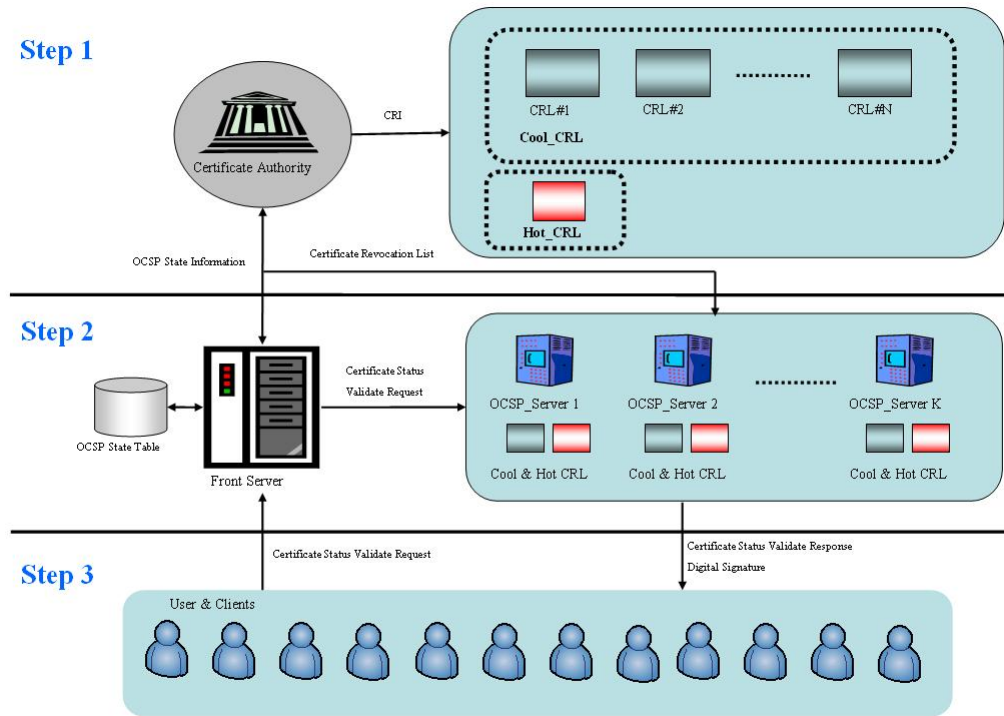 Step 1
CRL#1
CRL#2
CRL#N
Cool_CRL
CRI
Certificate Authority
Hot_CRL
OCSP State Information
Certificate Revocation List
Step 2
Certificate Status
Validate Request
OCSP_Server 1
OCSP_Server 2
OCSP_Server K
OCSP State Table
Cool & Hot CRL
Cool & Hot CRL
Cool & Hot CRL
Front Server
Certificate Status Validate Request
Certificate Status Validate Response
Digital Signature
Step 3
User & Clients